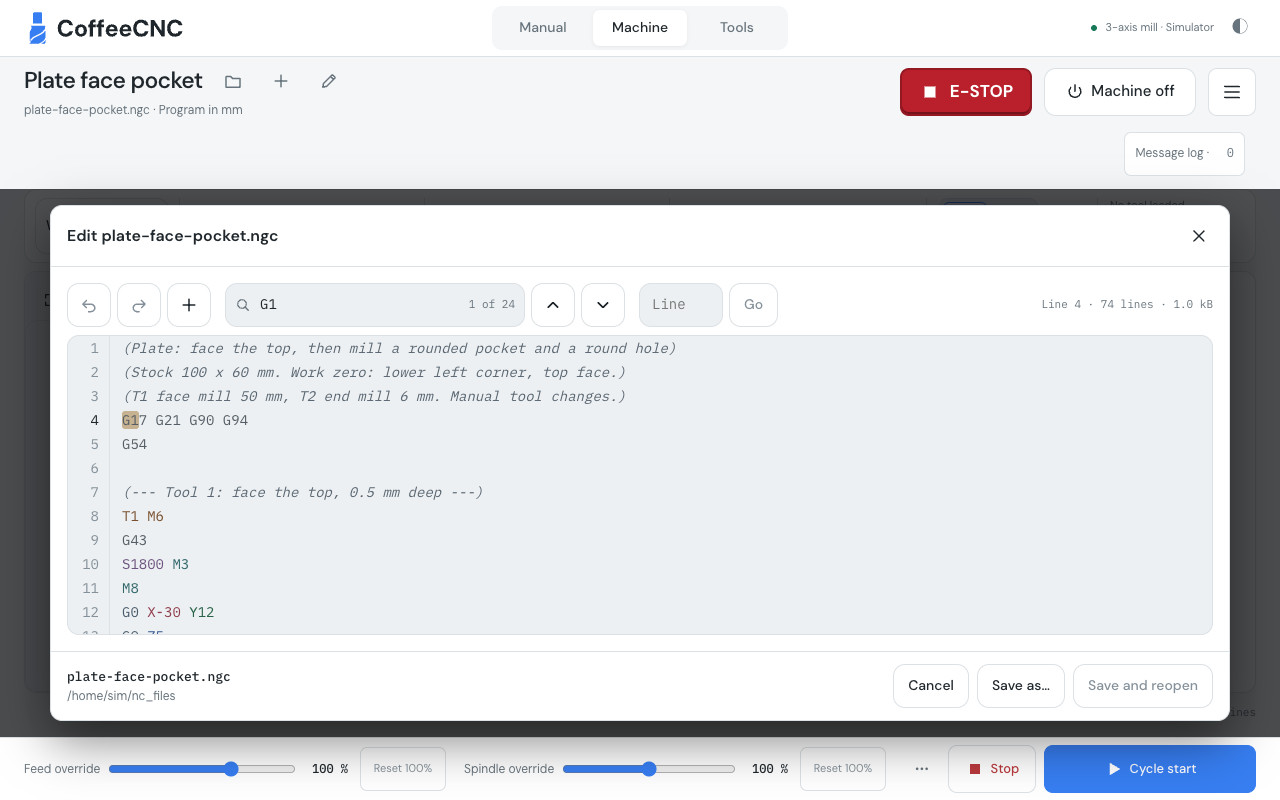 CoffeeCNC
Manual
Machine
Tools
3-axis mill · Simulator
Plate face pocket
plate-face-pocket.ngc · Program in mm
E-STOP
Machine off
Message log · 0
Edit plate-face-pocket.ngc
G1
1 of 24
Line
Go
Line 4 · 74 lines · 1.0 kB
1 (Plate: face the top, then mill a rounded pocket and a round hole)
2 (Stock 100 x 60 mm. Work zero: lower left corner, top face.)
3 (T1 face mill 50 mm, T2 end mill 6 mm. Manual tool changes.)
4 G17 G21 G90 G94
5 G54
6
7 (--- Tool 1: face the top, 0.5 mm deep ---)
8 T1 M6
9 G43
10 S1800 M3
11 M8
12 G0 X-30 Y12
plate-face-pocket.ngc
/home/sim/nc_files
Cancel
Save as...
Save and reopen
Feed override
100 %
Reset 100%
Spindle override
100 %
Reset 100%
Stop
Cycle start